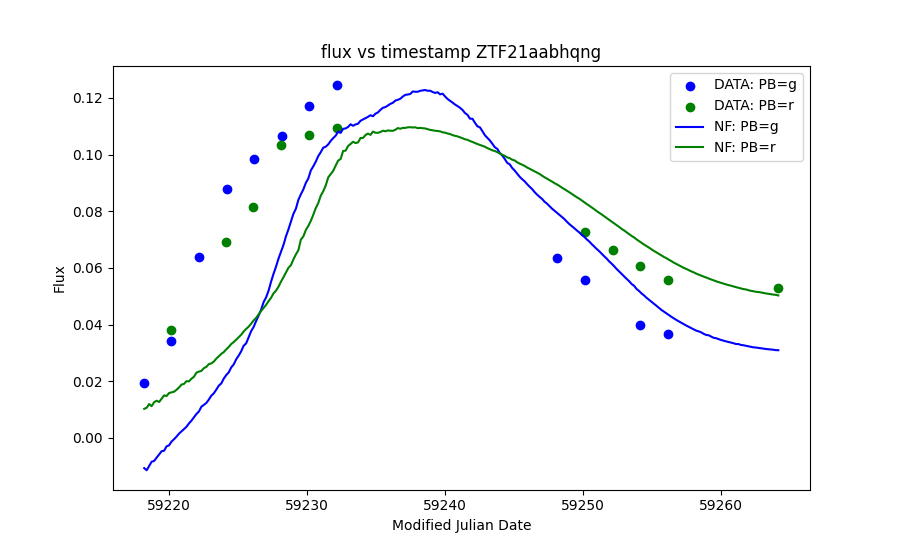 flux vs timestamp ZTF21aabhqng
DATA: PB=g
DATA: PB=r
NF: PB=g
NF: PB=r
0.12
0.10
0.08
0.06
0.04
0.02
0.00
Flux
59220 59230 59240 59250 59260
Modified Julian Date